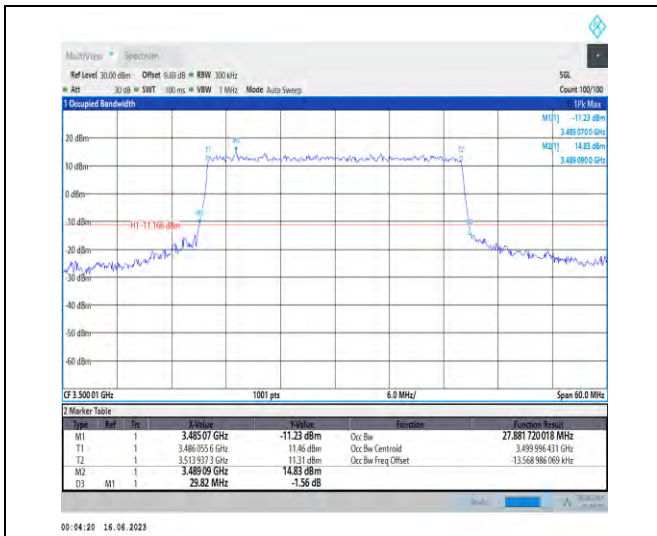 MultiView Spectrum
Ref Level 30.00 dBm Offset 9.69 dB RBW 300 kHz SGL
Att 30 dB SWT 100 ms VBW 1 MHz Mode Auto Sweep Count 100/100
1 Occupied Bandwidth 1Pk Max
M1[1] -11.23 dBm
3.485 070 0 GHz
M2[1] 14.83 dBm
3.489 090 0 GHz
20 dBm
T1 M2 T2
10 dBm
0 dBm
M1
-10 dBm
H1 -11.166 dBm
-20 dBm
-30 dBm
-40 dBm
-50 dBm
-60 dBm
CF 3.500 01 GHz 1001 pts 6.0 MHz/ Span 60.0 MHz
2 Marker Table
Type Ref Trc X-Value Y-Value Function Function Result
M1 1 3.485 07 GHz -11.23 dBm Occ Bw 27.881 720 018 MHz
T1 1 3.486 055 6 GHz 11.46 dBm Occ Bw Centroid 3.499 996 431 GHz
T2 1 3.513 937 3 GHz 11.31 dBm Occ Bw Freq Offset -13.568 986 069 kHz
M2 1 3.489 09 GHz 14.83 dBm
D3 M1 1 29.82 MHz -1.56 dB
00:04:20 16.06.2023